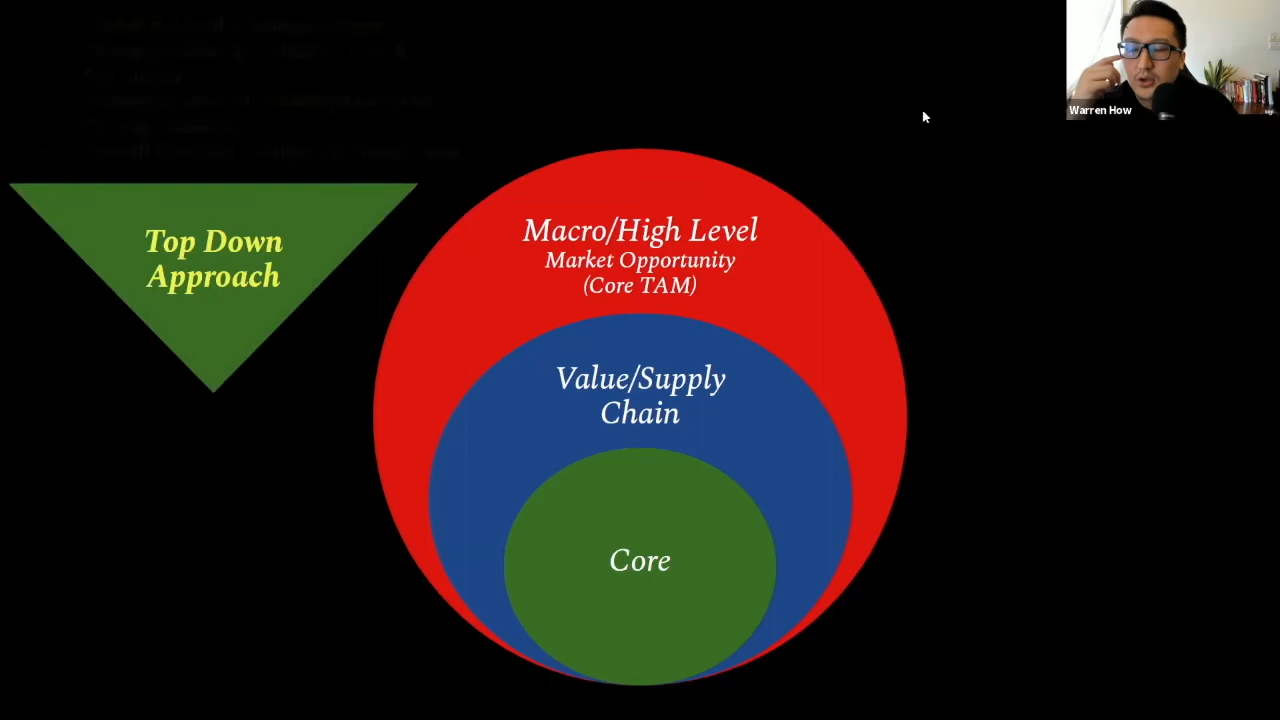 Warren How
Top Down
Approach
Macro/High Level
Market Opportunity
(Core TAM)
Value/Supply
Chain
Core